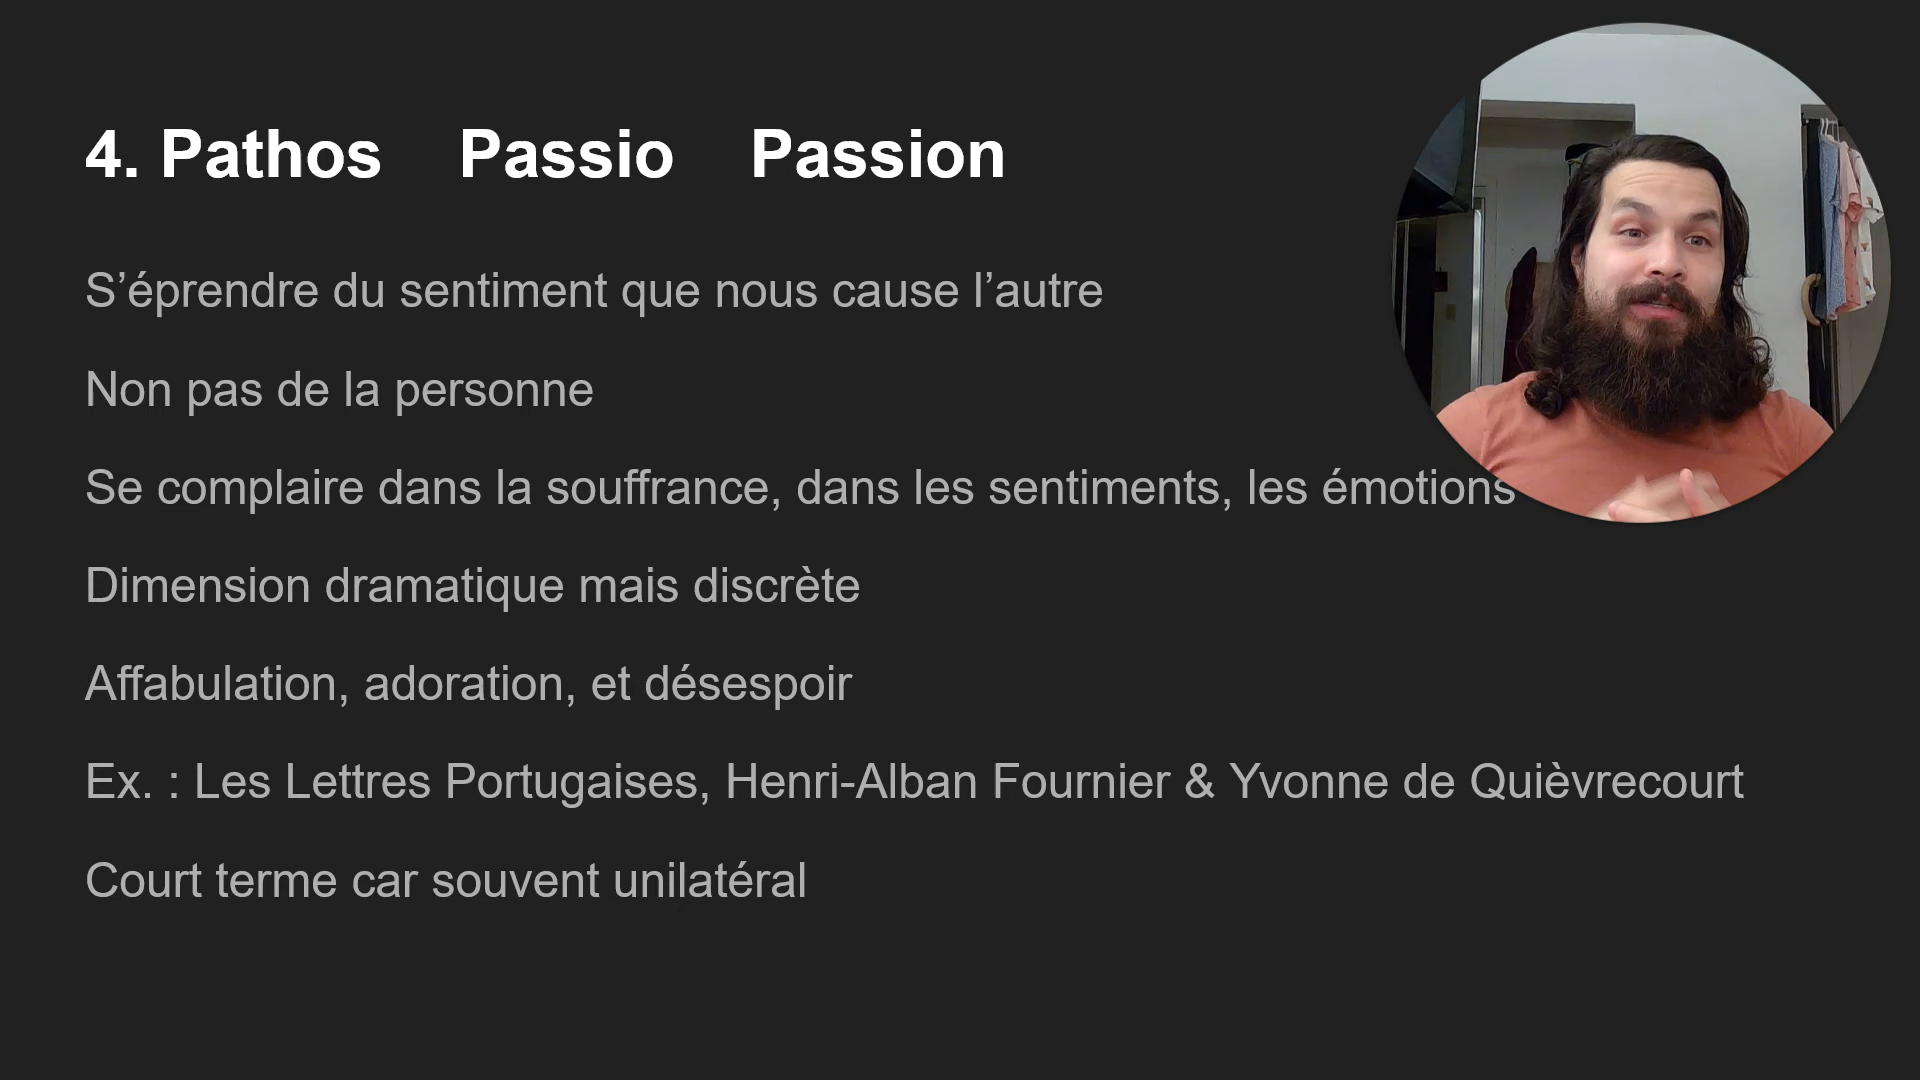 4. Pathos Passio Passion
S’éprendre du sentiment que nous cause l’autre
Non pas de la personne
Se complaire dans la souffrance, dans les sentiments, les émotions
Dimension dramatique mais discrète
Affabulation, adoration, et désespoir
Ex. : Les Lettres Portugaises, Henri-Alban Fournier & Yvonne de Quièvrecourt
Court terme car souvent unilatéral